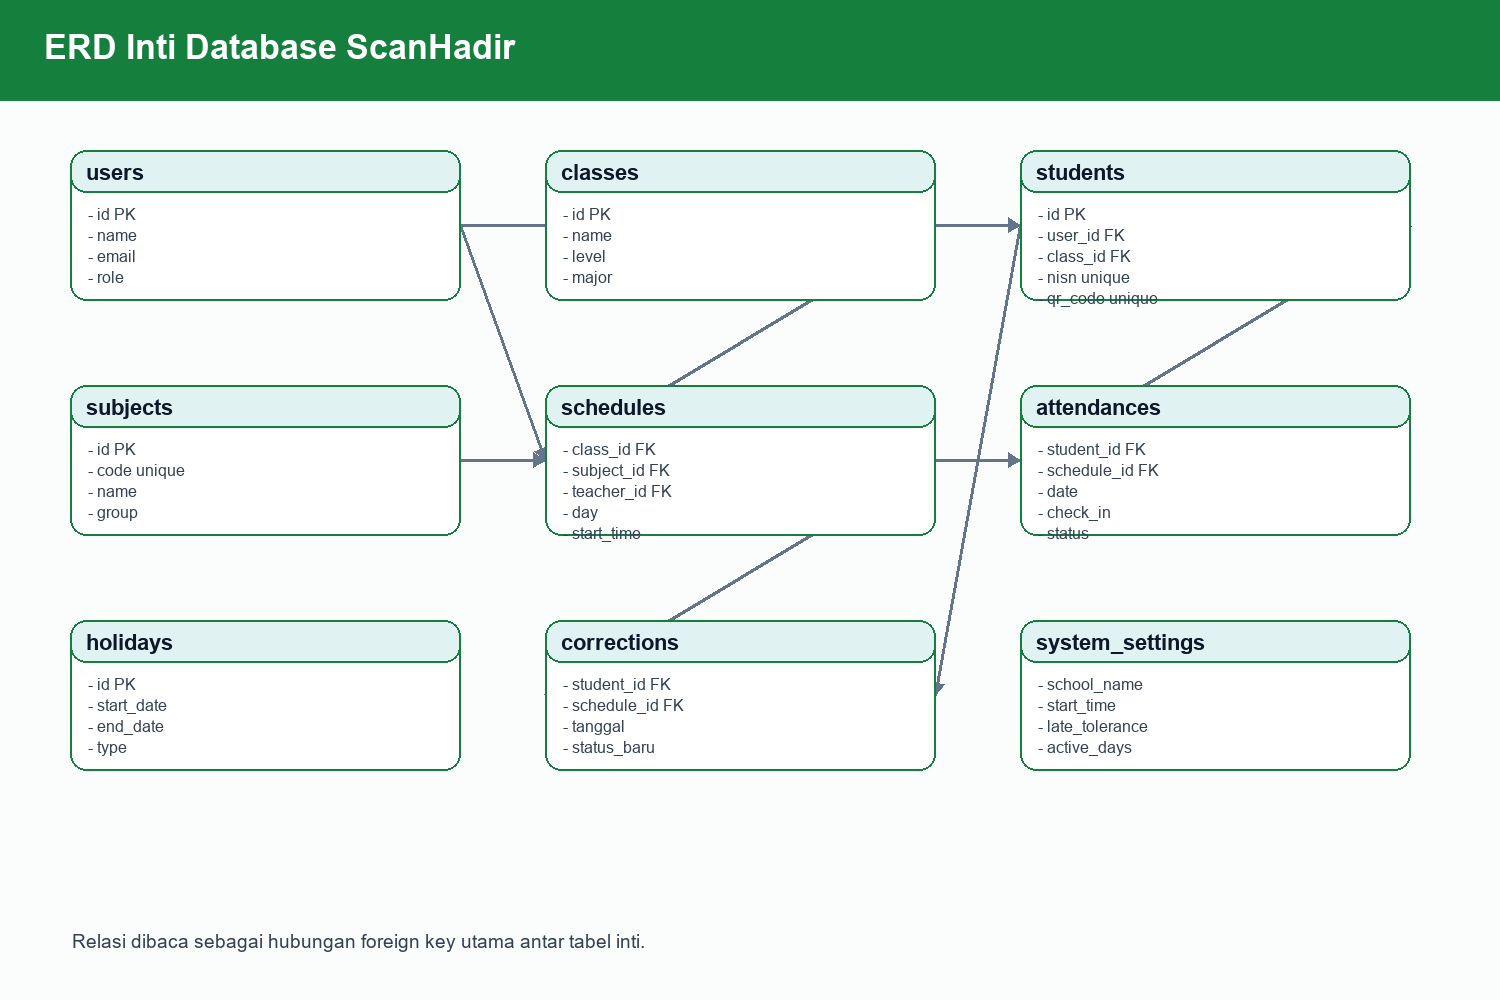 ERD Inti Database ScanHadir
users
- id PK
- name
- email
- role
classes
- id PK
- name
- level
- major
students
- id PK
- user_id FK
- class_id FK
- nisn unique
- qr_code unique
subjects
- id PK
- code unique
- name
- group
schedules
- class_id FK
- subject_id FK
- teacher_id FK
- day
- start_time
attendances
- student_id FK
- schedule_id FK
- date
- check_in
- status
holidays
- id PK
- start_date
- end_date
- type
corrections
- student_id FK
- schedule_id FK
- tanggal
- status_baru
system_settings
- school_name
- start_time
- late_tolerance
- active_days
Relasi dibaca sebagai hubungan foreign key utama antar tabel inti.